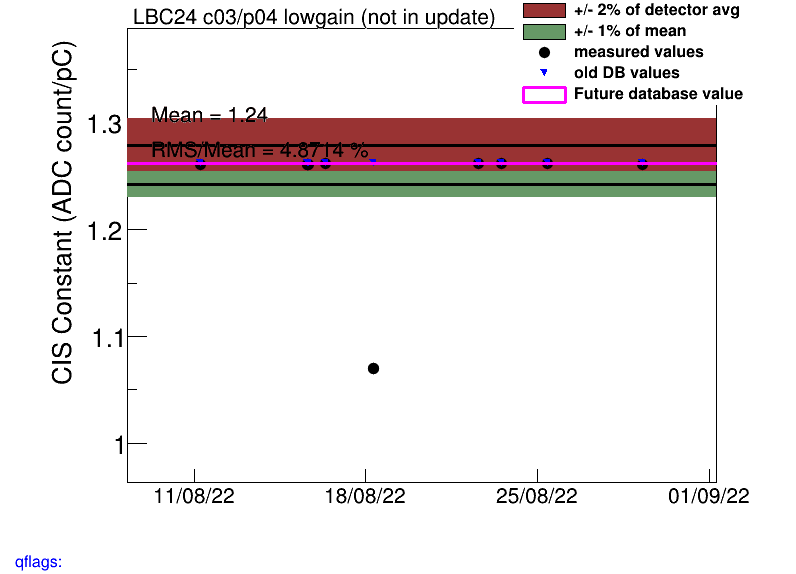 LBC24 c03/p04 lowgain (not in update)
+/- 2% of detector avg
+/- 1% of mean
measured values
old DB values
Future database value
CIS Constant (ADC count/pC)
Mean = 1.24
RMS/Mean = 4.8714 %
1.3
1.2
1.1
1
11/08/22
18/08/22
25/08/22
01/09/22
qflags: